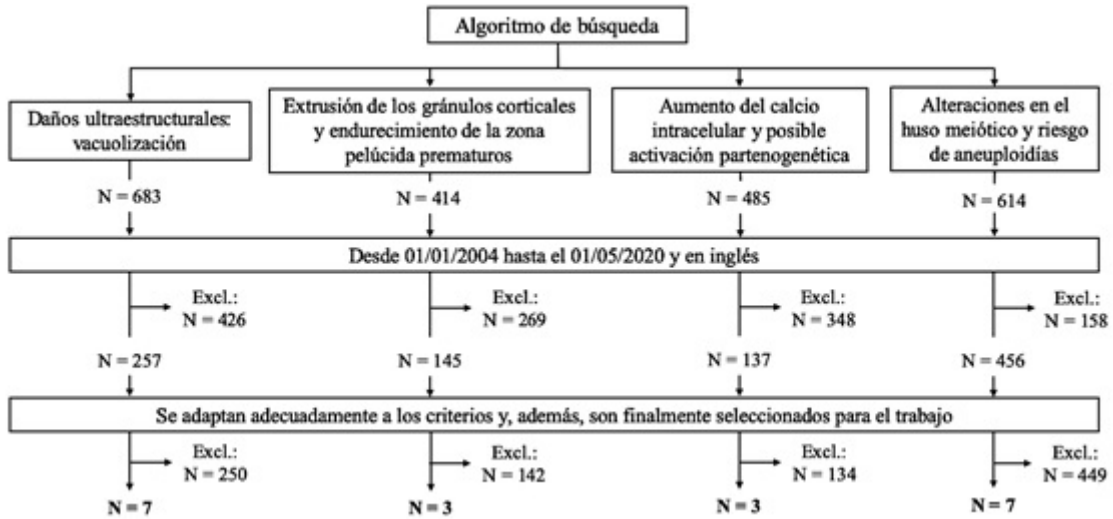 Algoritmo de búsqueda
Daños ultraestructurales:
vacuolización
Extrusión de los gránulos corticales
y endurecimiento de la zona
pelúcida prematuros
Aumento del calcio
intracelular y posible
activación partenogenética
Alteraciones en el
huso meiótico y riesgo
de aneuploidías
N = 683
N = 414
N = 485
N = 614
Desde 01/01/2004 hasta el 01/05/2020 y en inglés
Excl.:
N = 426
Excl.:
N = 269
Excl.:
N = 348
Excl.:
N = 158
N = 257
N = 145
N = 137
N = 456
Se adaptan adecuadamente a los criterios y, además, son finalmente seleccionados para el trabajo
Excl.:
N = 250
Excl.:
N = 142
Excl.:
N = 134
Excl.:
N = 449
N = 7
N = 3
N = 3
N = 7